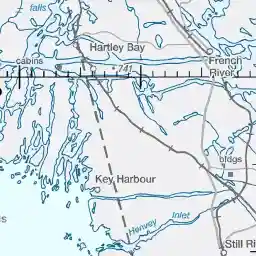 falls
Hartley Bay
cabins
741
French
River
bldgs
Key Harbour
Henvey Inlet
Still Ri